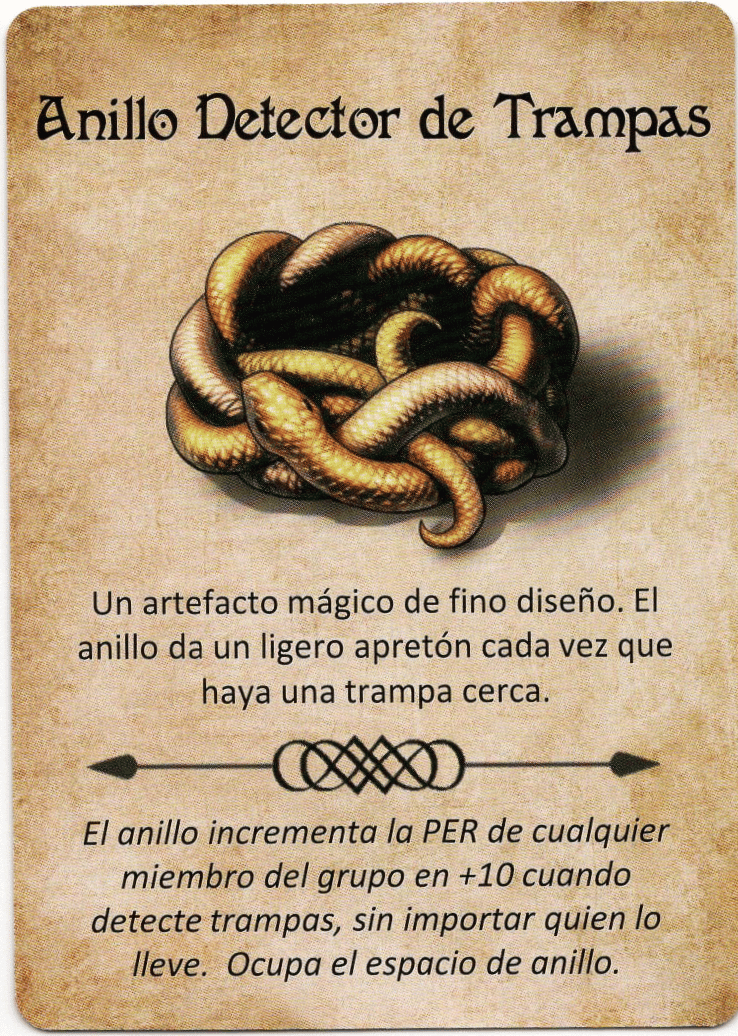 Anillo Detector de Trampas
Un artefacto mágico de fino diseño. El
anillo da un ligero apretón cada vez que
haya una trampa cerca.
El anillo incrementa la PER de cualquier
miembro del grupo en +10 cuando
detecte trampas, sin importar quien lo
lleve.  Ocupa el espacio de anillo.